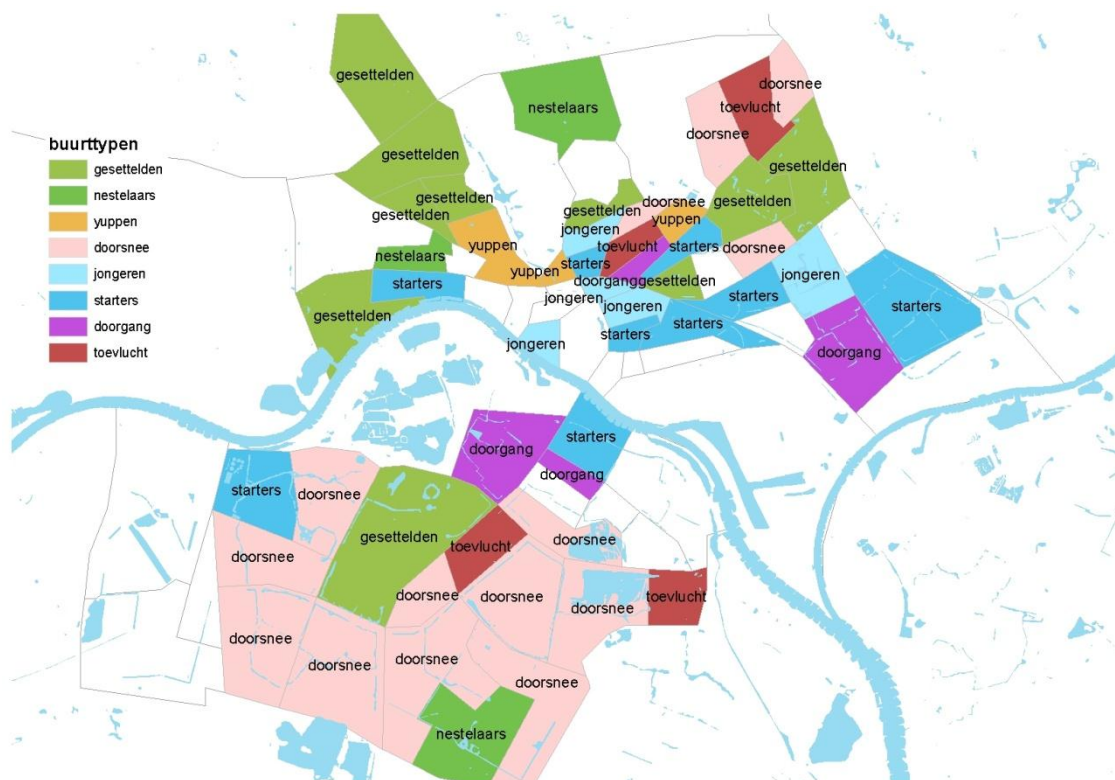 buurttypen
gesettelden
nestelaars
yuppen
doorsnee
jongeren
starters
doorgang
toevlucht
gesettelden
nestelaars
doorsnee
toevlucht
doorsnee
gesettelden
gesettelden
gesettelden
gesettelden
gesettelden
gesettelden
doorsnee
gesettelden
jongeren
yuppen
yuppen
toevlucht
starters
doorsnee
nestelaars
starters
yuppen
jongeren
starters
doorgang
gesettelden
starters
jongeren
jongeren
starters
gesettelden
starters
starters
jongeren
doorgang
starters
doorgang
doorgang
starters
doorsnee
gesettelden
toevlucht
doorsnee
doorsnee
doorsnee
doorsnee
doorsnee
toevlucht
doorsnee
doorsnee
doorsnee
doorsnee
nestelaars